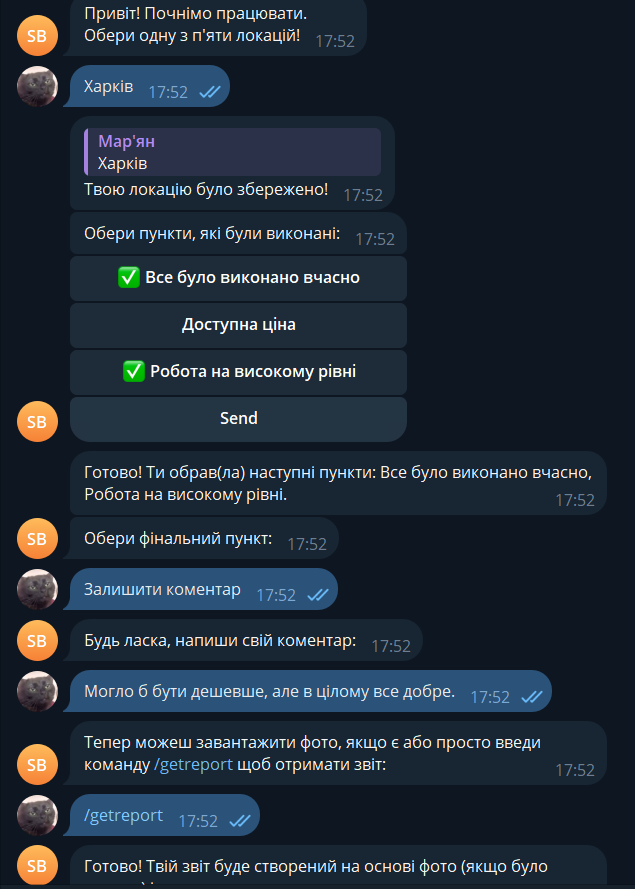 Привіт! Почнімо працювати.
Обери одну з п'яти локацій! 17:52
SB
Харків 17:52
Мар'ян
Харків
Твою локацію було збережено! 17:52
Обери пункти, які були виконані: 17:52
✅ Все було виконано вчасно
Доступна ціна
✅ Робота на високому рівні
Send
SB
Готово! Ти обрав(ла) наступні пункти: Все було виконано вчасно,
Робота на високому рівні. 17:52
SB
Обери фінальний пункт: 17:52
Залишити коментар 17:52
SB
Будь ласка, напиши свій коментар: 17:52
Могло б бути дешевше, але в цілому все добре. 17:52
Тепер можеш завантажити фото, якщо є або просто введи
SB
команду /getreport щоб отримати звіт: 17:52
/getreport 17:52
SB
Готово! Твій звіт буде створений на основі фото (якщо було